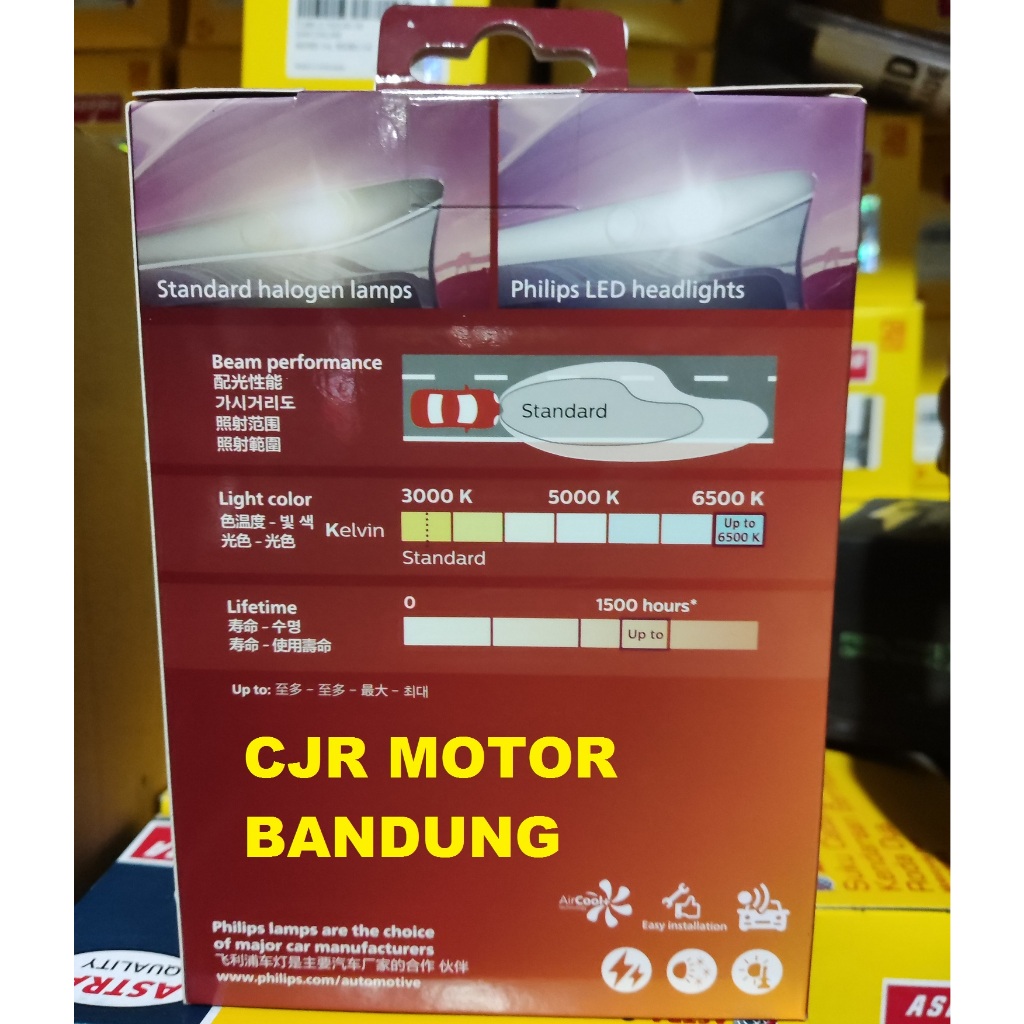 Standard halogen lamps
Philips LED headlights
Beam performance
配光性能
가시거리도
照射范围
照射範圍
Standard
Light color
色温度 - 빛 색
光色 - 光色
Kelvin
3000 K 5000 K 6500 K
Up to
6500 K
Standard
Lifetime
寿命 - 수명
寿命 - 使用壽命
0 1500 hours*
Up to
Up to: 至多 - 至多 - 最大 - 최대
CJR MOTOR
BANDUNG
AirCool
Easy installation
Philips lamps are the choice
of major car manufacturers
飞利浦车灯是主要汽车厂家的合作 伙伴
www.philips.com/automotive
QUALITY
ASTRA